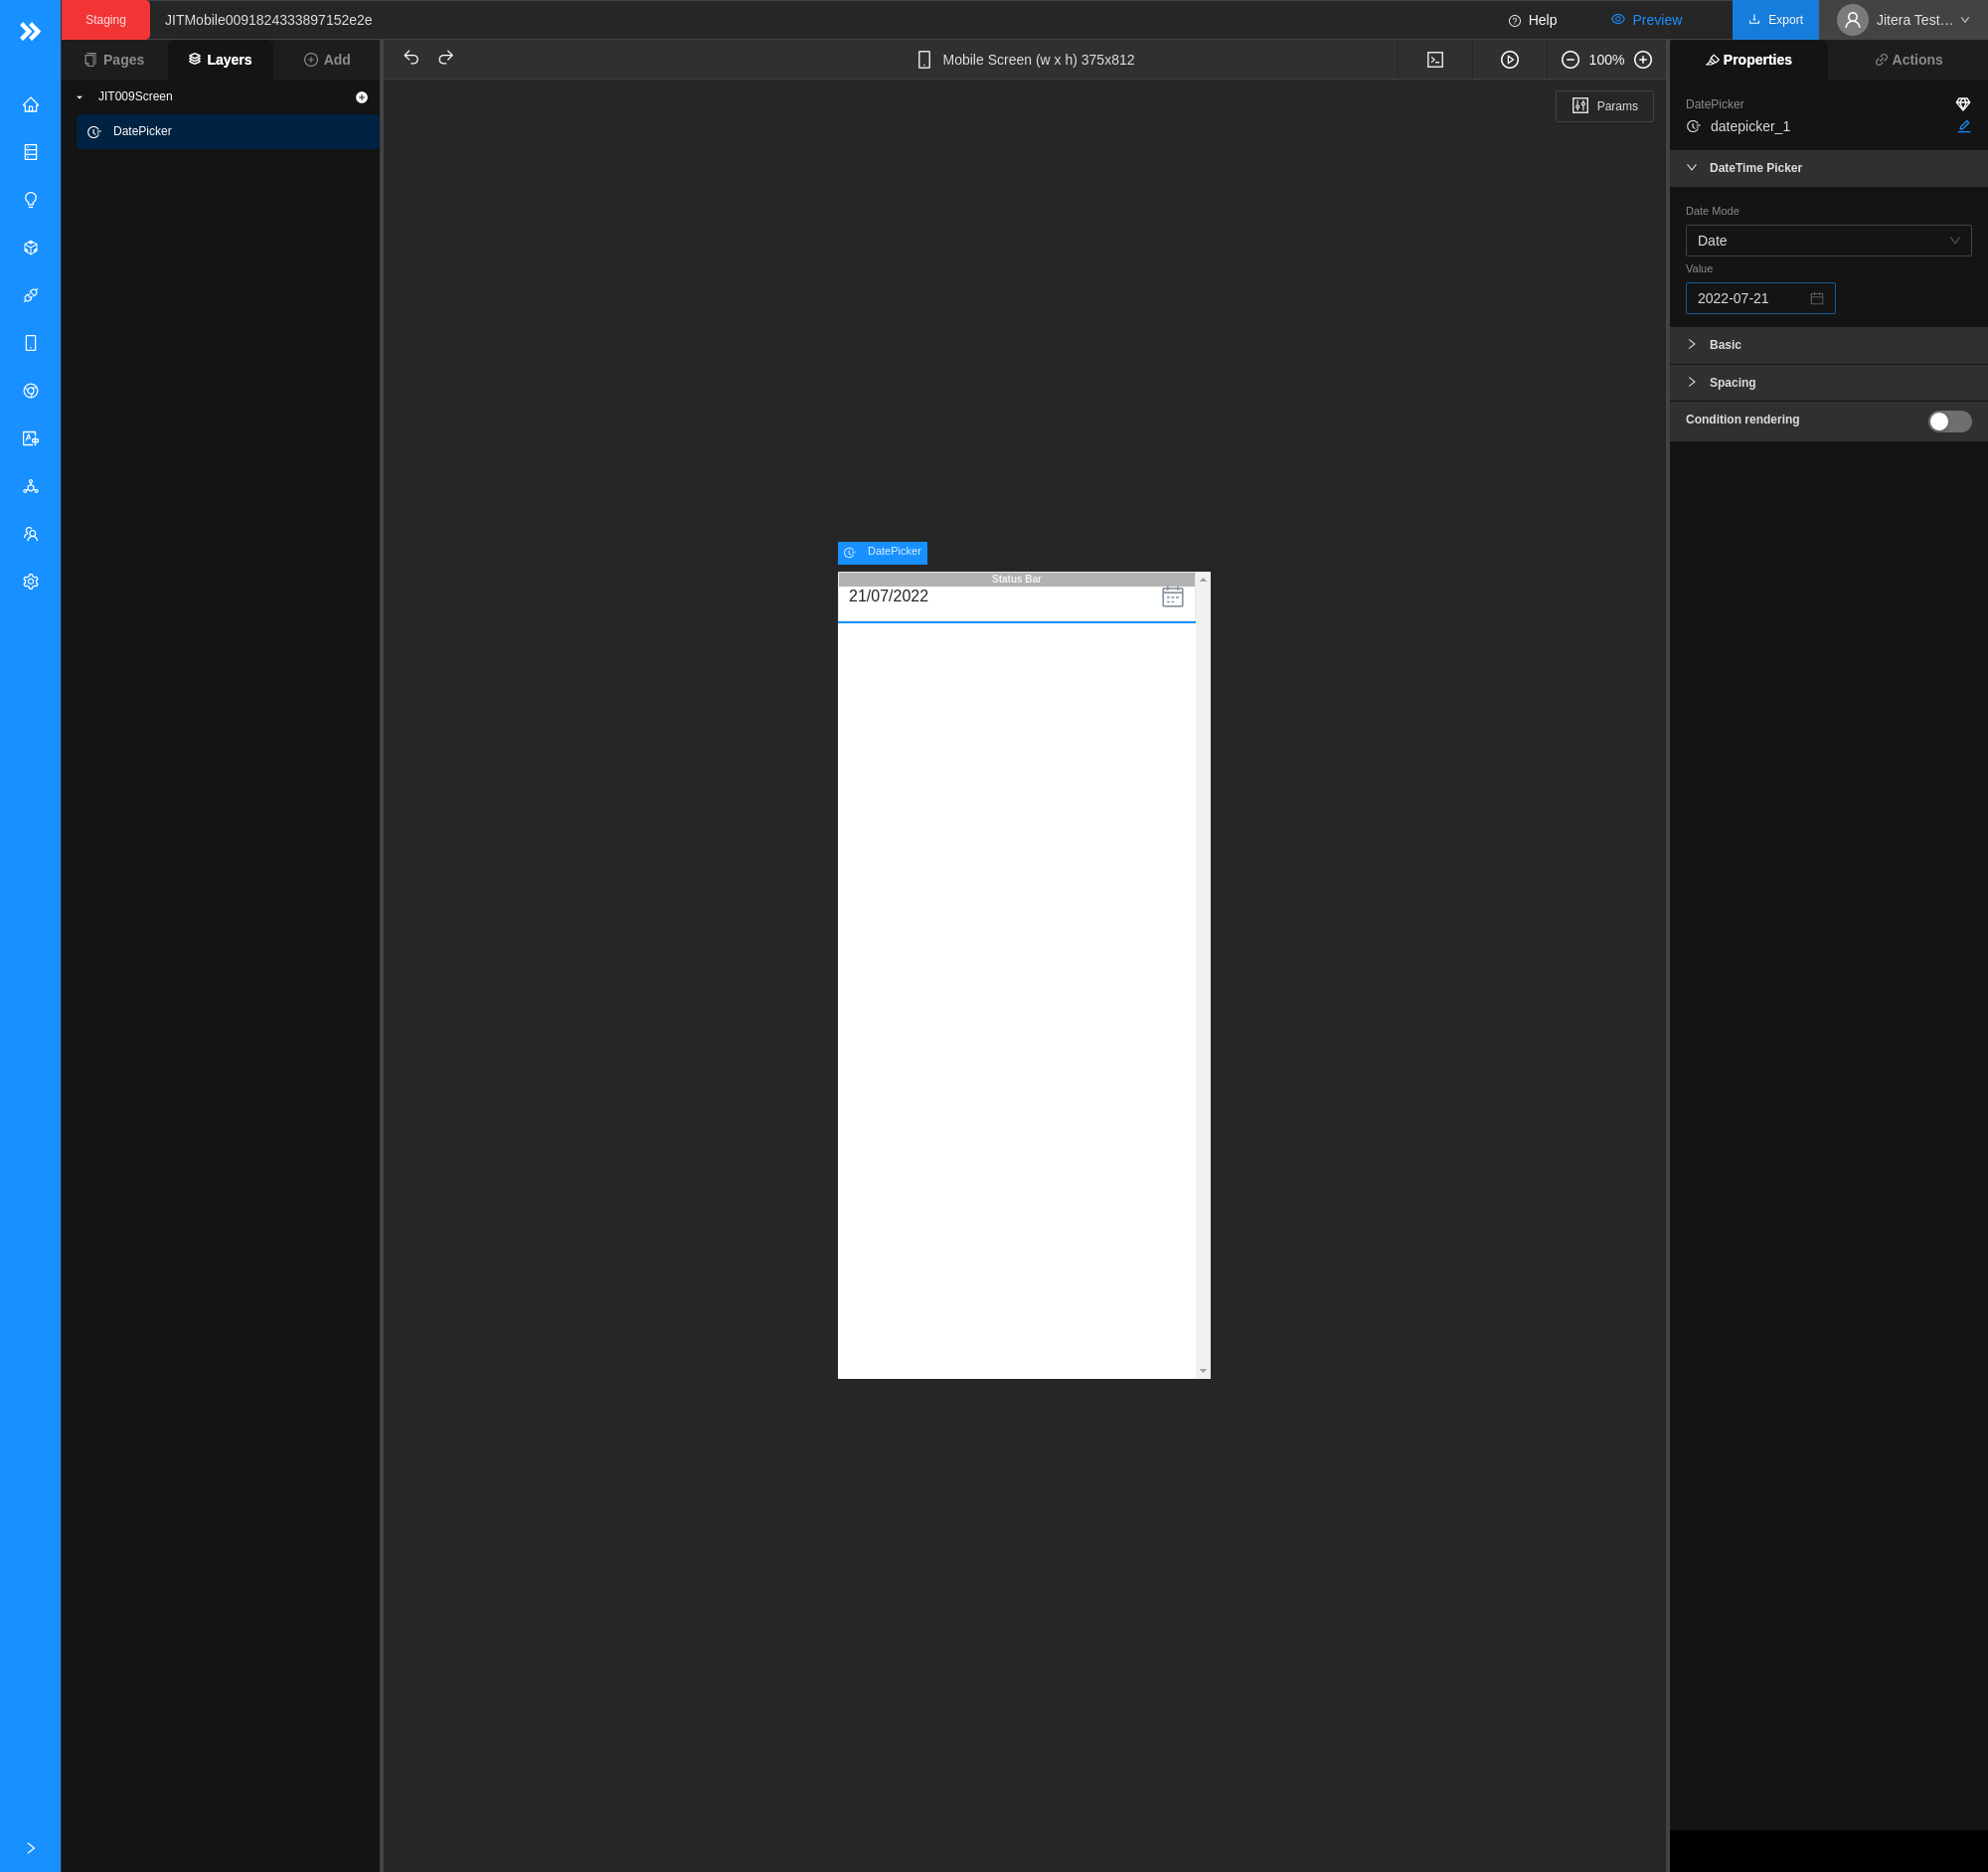 Staging
JITMobile0091824333897152e2e
Help
Preview
Export
Jitera Test...
Pages
Layers
Add
Mobile Screen (w x h) 375x812
100%
Properties
Actions
JIT009Screen
DatePicker
Params
DatePicker
datepicker_1
DateTime Picker
Date Mode
Date
Value
2022-07-21
Basic
Spacing
Condition rendering
DatePicker
Status Bar
21/07/2022